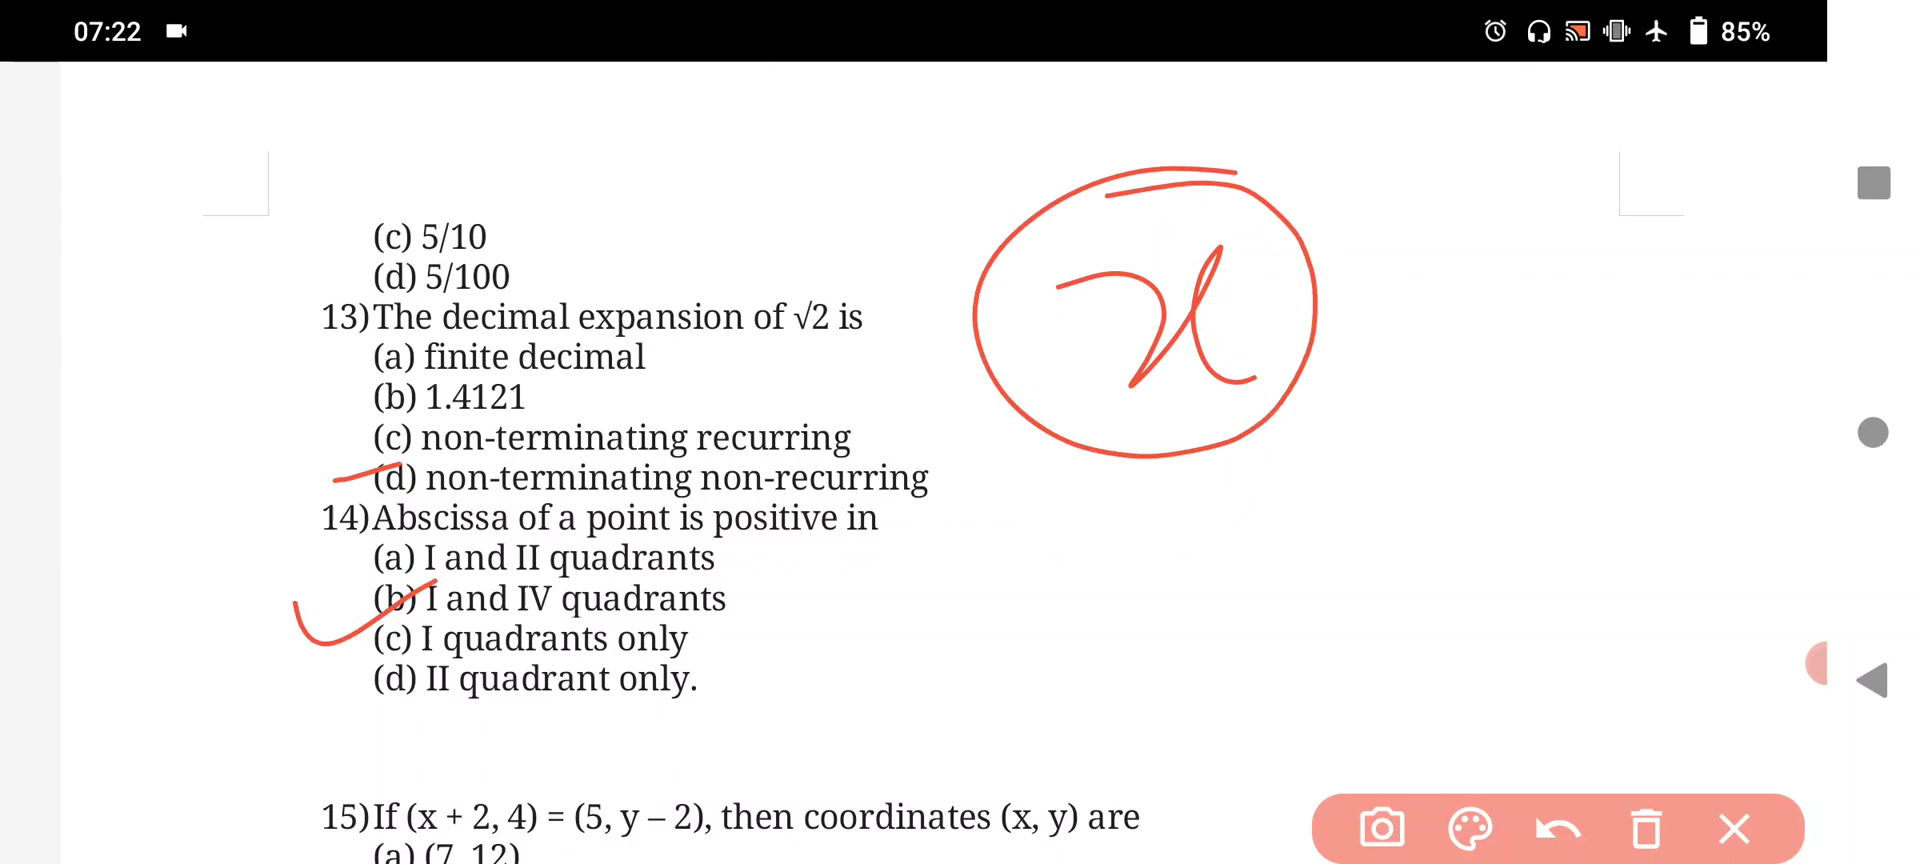 07:22 85%
(c) 5/10
(d) 5/100
13) The decimal expansion of √2 is
(a) finite decimal
(b) 1.4121
(c) non-terminating recurring
(d) non-terminating non-recurring
14) Abscissa of a point is positive in
(a) I and II quadrants
(b) I and IV quadrants
(c) I quadrants only
(d) II quadrant only.
x
15) If (x + 2, 4) = (5, y – 2), then coordinates (x, y) are
(a) (7, 12)